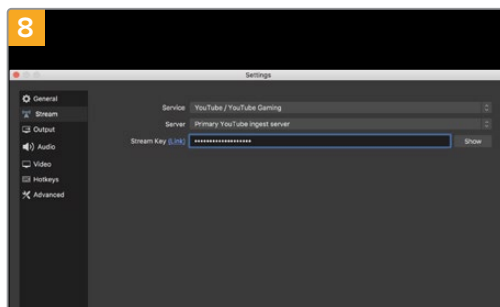 8
Settings
General
Stream
Output
Audio
Video
Hotkeys
Advanced
Service YouTube / YouTube Gaming
Server Primary YouTube ingest server
Stream Key (Link) •••••••••••••••••••• Show